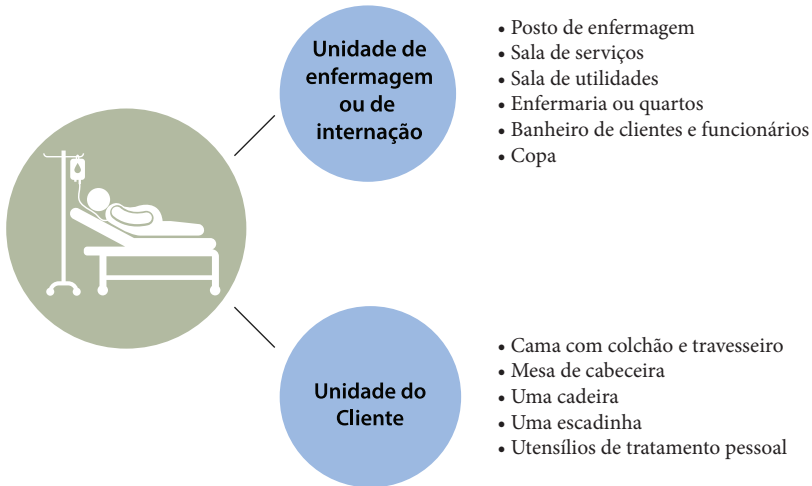 Unidade de
enfermagem
ou de
internação
• Posto de enfermagem
• Sala de serviços
• Sala de utilidades
• Enfermaria ou quartos
• Banheiro de clientes e funcionários
• Copa
Unidade do
Cliente
• Cama com colchão e travesseiro
• Mesa de cabeceira
• Uma cadeira
• Uma escadinha
• Utensílios de tratamento pessoal